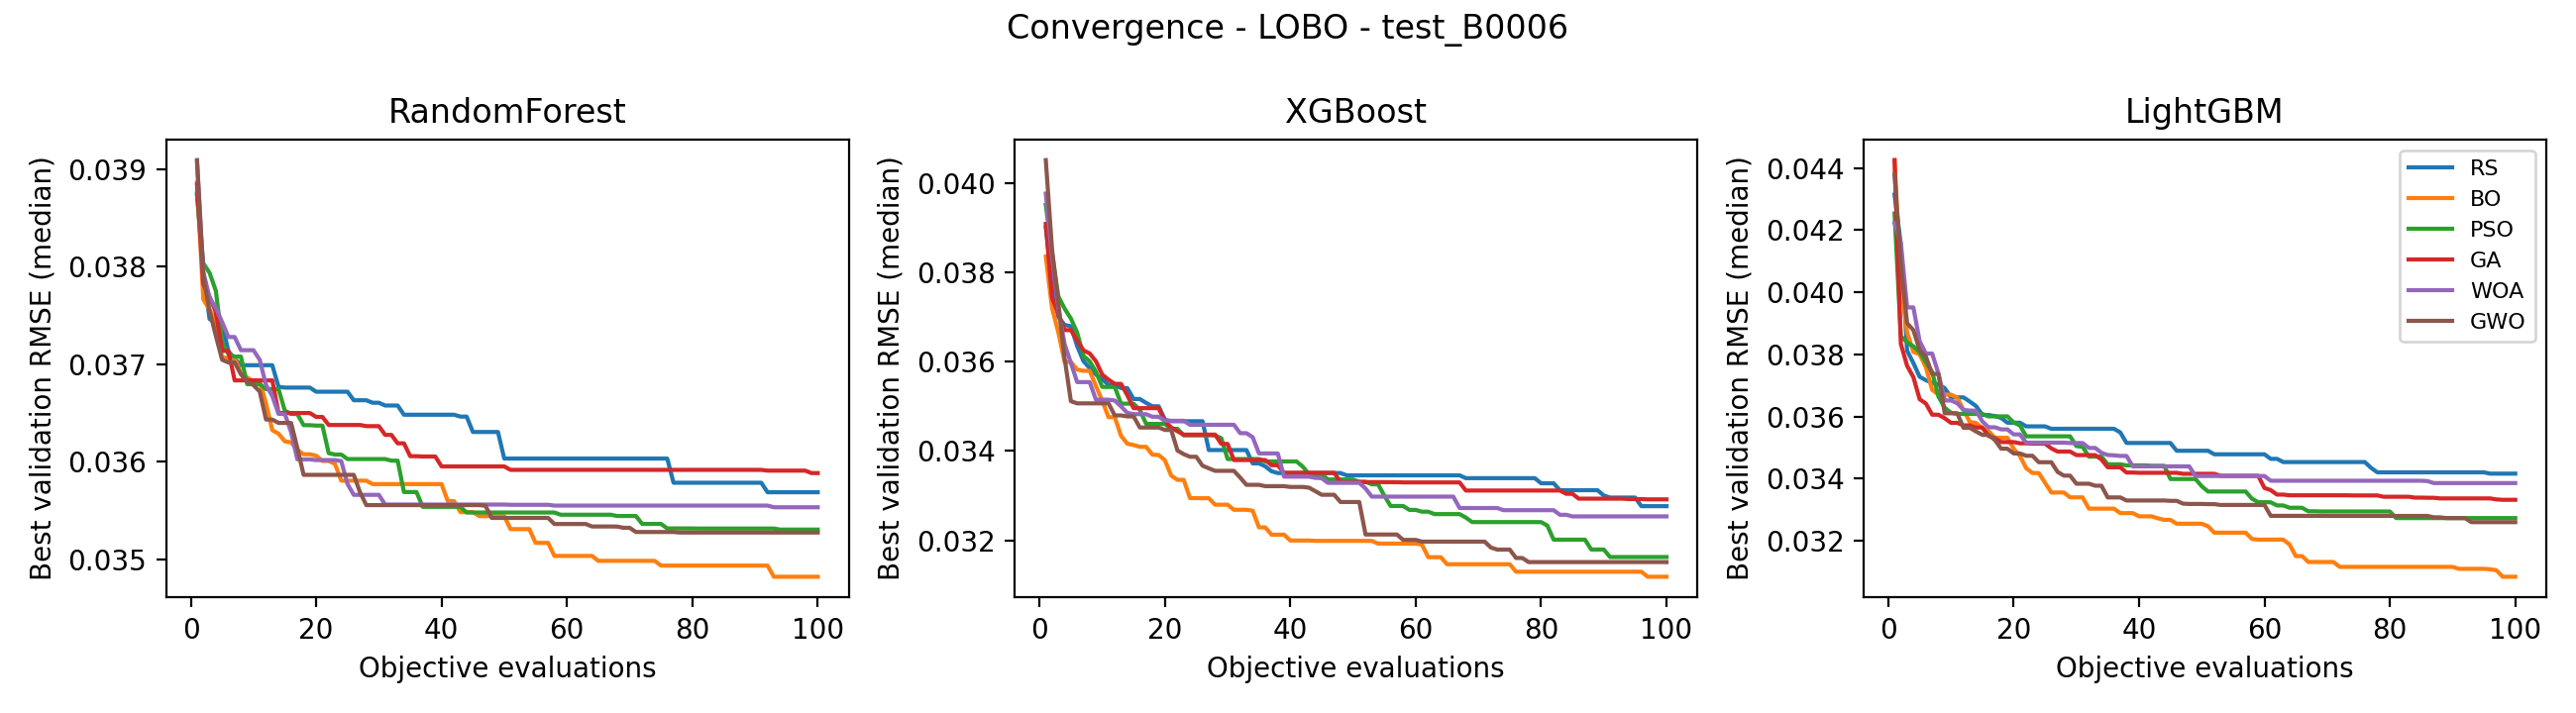 Convergence - LOBO - test_B0006
RandomForest
Best validation RMSE (median)
0.039
0.038
0.037
0.036
0.035
0 20 40 60 80 100
Objective evaluations
XGBoost
Best validation RMSE (median)
0.040
0.038
0.036
0.034
0.032
0 20 40 60 80 100
Objective evaluations
LightGBM
Best validation RMSE (median)
0.044
0.042
0.040
0.038
0.036
0.034
0.032
0 20 40 60 80 100
Objective evaluations
RS
BO
PSO
GA
WOA
GWO